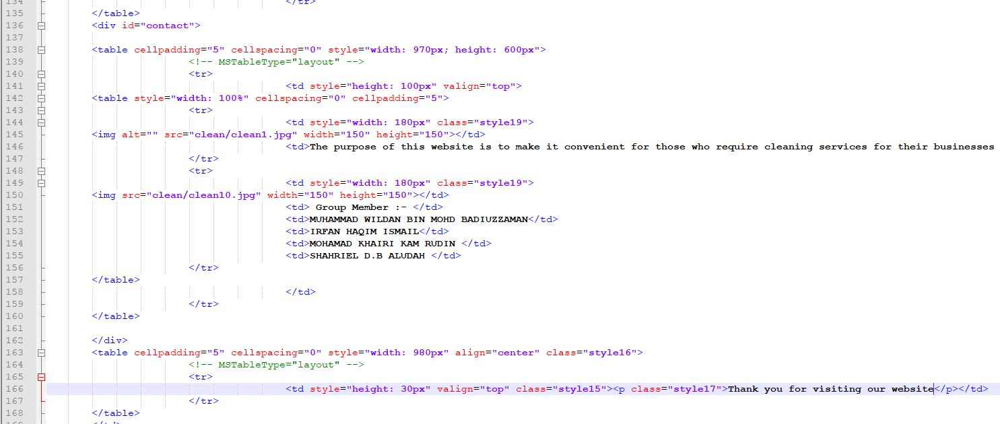 134 </tr>
135 </table>
136 <div id="contact">
137
138 <table cellpadding="5" cellspacing="0" style="width: 970px; height: 600px">
139 <!-- MSTableType="layout" -->
140 <tr>
141 <td style="height: 100px" valign="top">
142 <table style="width: 100%" cellspacing="0" cellpadding="5">
143 <tr>
144 <td style="width: 180px" class="style19">
145 <img alt="" src="clean/clean1.jpg" width="150" height="150"></td>
146 <td>The purpose of this website is to make it convenient for those who require cleaning services for their businesses
147 </tr>
148 <tr>
149 <td style="width: 180px" class="style19">
150 <img src="clean/clean10.jpg" width="150" height="150"></td>
151 <td> Group Member :- </td>
152 <td>MUHAMMAD WILDAN BIN MOHD BADIUZZAMAN</td>
153 <td>IRFAN HAQIM ISMAIL</td>
154 <td>MOHAMAD KHAIRI KAM RUDIN </td>
155 <td>SHAHRIEL D.B ALUDAH </td>
156 </tr>
157 </table>
158 </td>
159 </tr>
160 </table>
161
162 </div>
163 <table cellpadding="5" cellspacing="0" style="width: 980px" align="center" class="style16">
164 <!-- MSTableType="layout" -->
165 <tr>
166 <td style="height: 30px" valign="top" class="style15"><p class="style17">Thank you for visiting our website</p></td>
167 </tr>
168 </table>
169 </td>